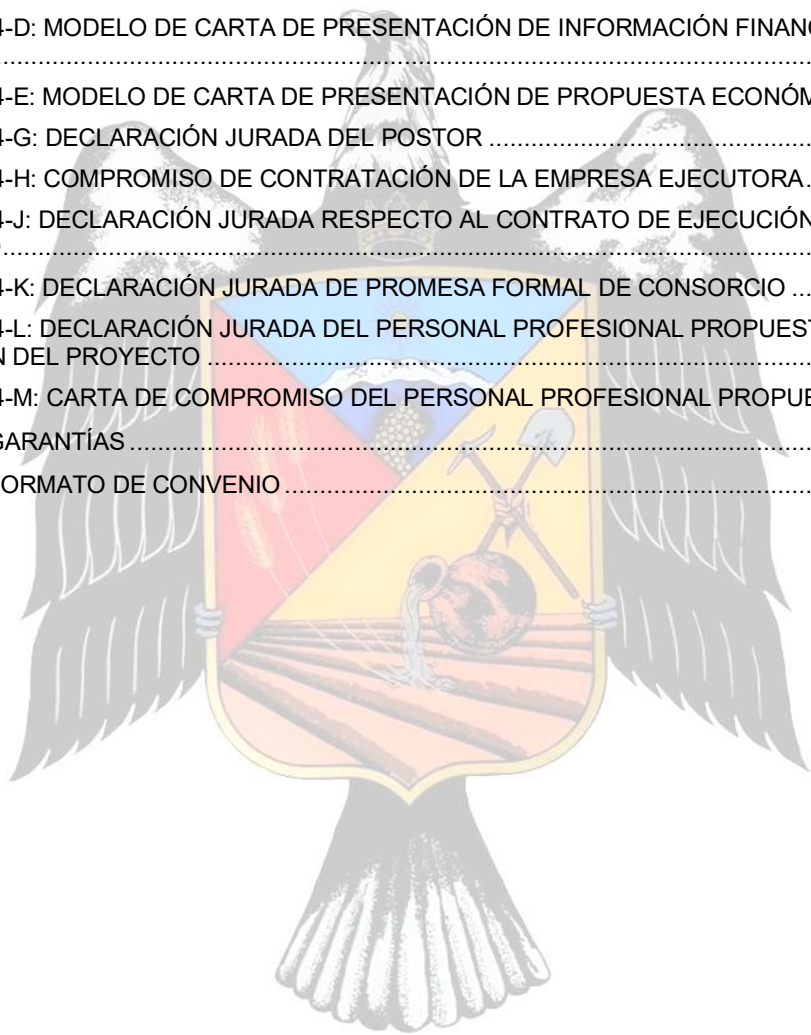 4-D: MODELO DE CARTA DE PRESENTACIÓN DE INFORMACIÓN FINANC
........................................................................................................................
4-E: MODELO DE CARTA DE PRESENTACIÓN DE PROPUESTA ECONÓM
4-G: DECLARACIÓN JURADA DEL POSTOR ................................................
4-H: COMPROMISO DE CONTRATACIÓN DE LA EMPRESA EJECUTORA.
4-J: DECLARACIÓN JURADA RESPECTO AL CONTRATO DE EJECUCIÓN
........................................................................................................................
4-K: DECLARACIÓN JURADA DE PROMESA FORMAL DE CONSORCIO ...
4-L: DECLARACIÓN JURADA DEL PERSONAL PROFESIONAL PROPUEST
N DEL PROYECTO .........................................................................................
4-M: CARTA DE COMPROMISO DEL PERSONAL PROFESIONAL PROPUE
GARANTÍAS .....................................................................................................
ORMATO DE CONVENIO ..............................................................................